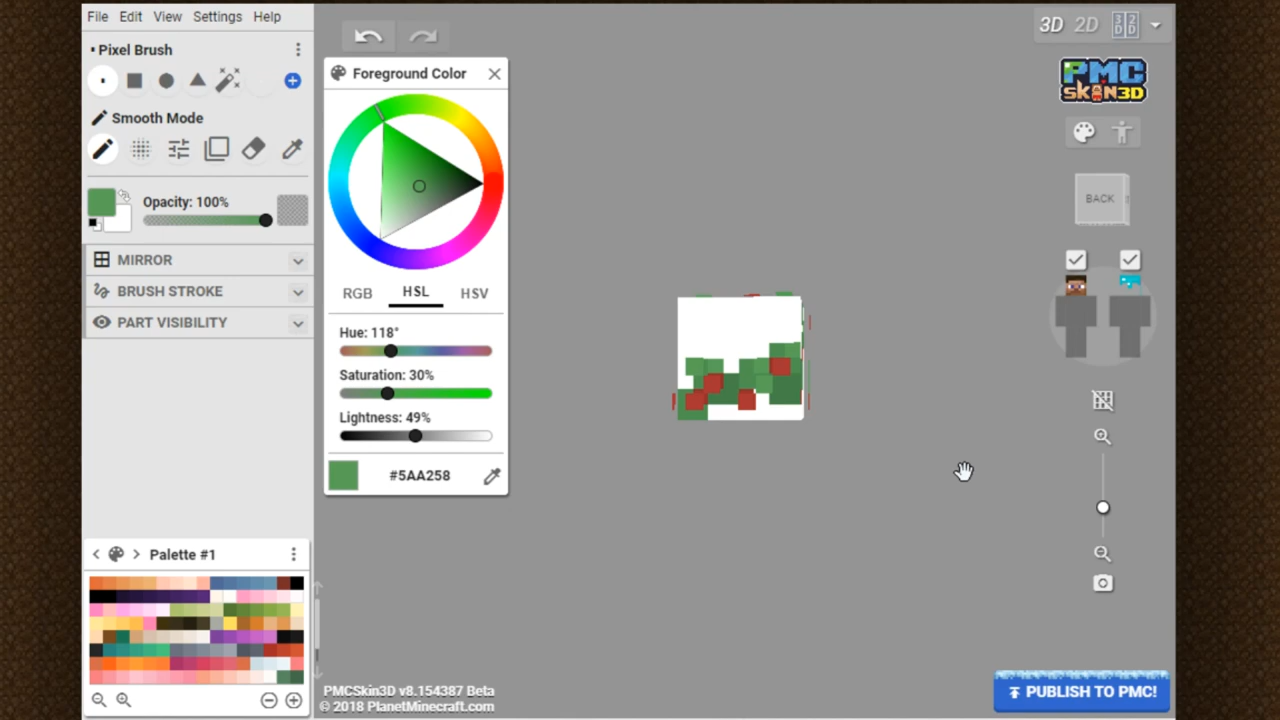 File Edit View Settings Help
Pixel Brush
Smooth Mode
Opacity: 100%
MIRROR
BRUSH STROKE
PART VISIBILITY
Palette #1
Foreground Color
RGB HSL HSV
Hue: 118°
Saturation: 30%
Lightness: 49%
#5AA258
PMCSkin3D v8.154387 Beta
© 2018 PlanetMinecraft.com
3D 2D 3D 2D
PMC
SKIN3D
BACK
PUBLISH TO PMC!